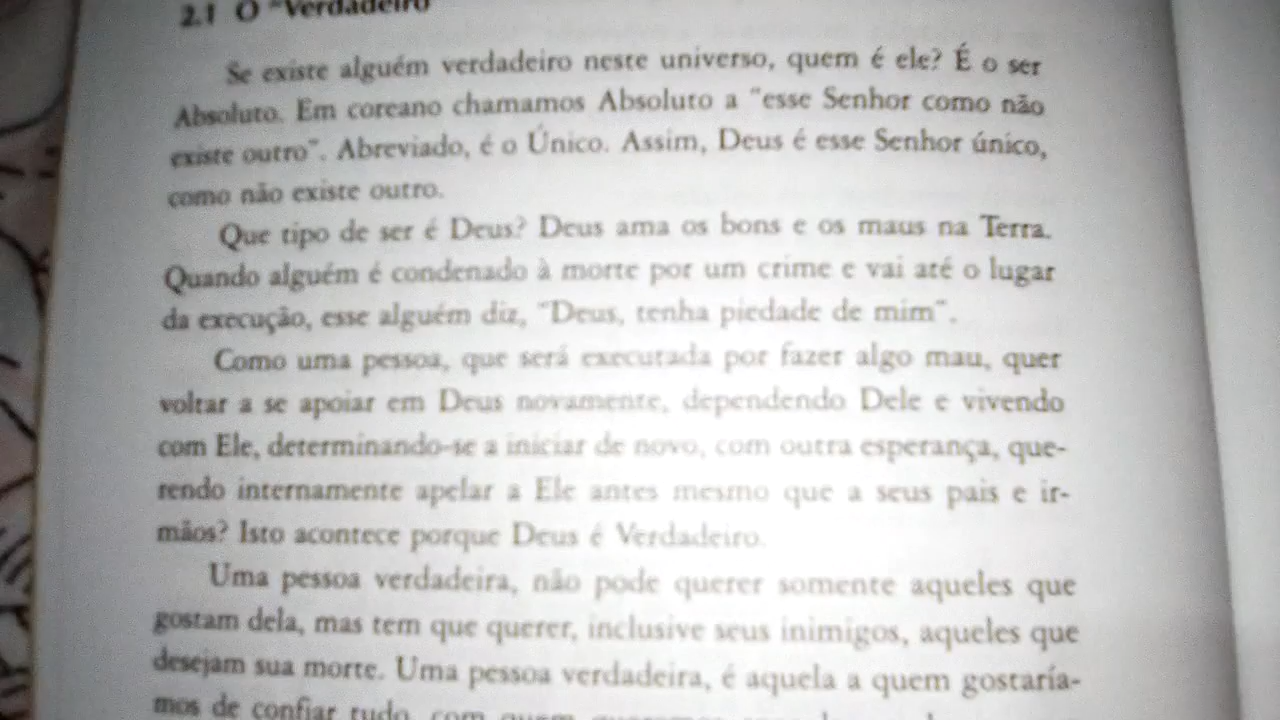 2.1 O "Verdadeiro
Se existe alguém verdadeiro neste universo, quem é ele? É o ser
Absoluto. Em coreano chamamos Absoluto a "esse Senhor como não
existe outro". Abreviado, é o Único. Assim, Deus é esse Senhor único,
como não existe outro.
Que tipo de ser é Deus? Deus ama os bons e os maus na Terra.
Quando alguém é condenado à morte por um crime e vai até o lugar
da execução, esse alguém diz, "Deus, tenha piedade de mim".
Como uma pessoa, que será executada por fazer algo mau, quer
voltar a se apoiar em Deus novamente, dependendo Dele e vivendo
com Ele, determinando-se a iniciar de novo, com outra esperança, que-
rendo internamente apelar a Ele antes mesmo que a seus pais e ir-
mãos? Isto acontece porque Deus é Verdadeiro.
Uma pessoa verdadeira, não pode querer somente aqueles que
gostam dela, mas tem que querer, inclusive seus inimigos, aqueles que
desejam sua morte. Uma pessoa verdadeira, é aquela a quem gostaría-
mos de confiar tudo, com quem